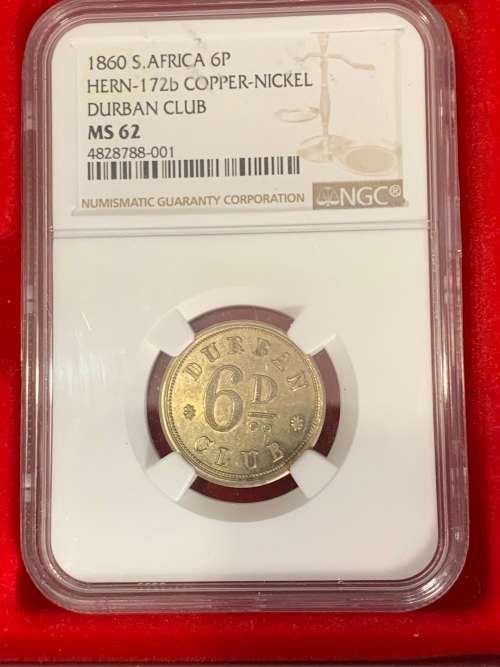 1860 S.AFRICA 6P
HERN-172b COPPER-NICKEL
DURBAN CLUB
MS 62
4828788-001
NUMISMATIC GUARANTY CORPORATION NGC®
DURBAN
6D
CLUB